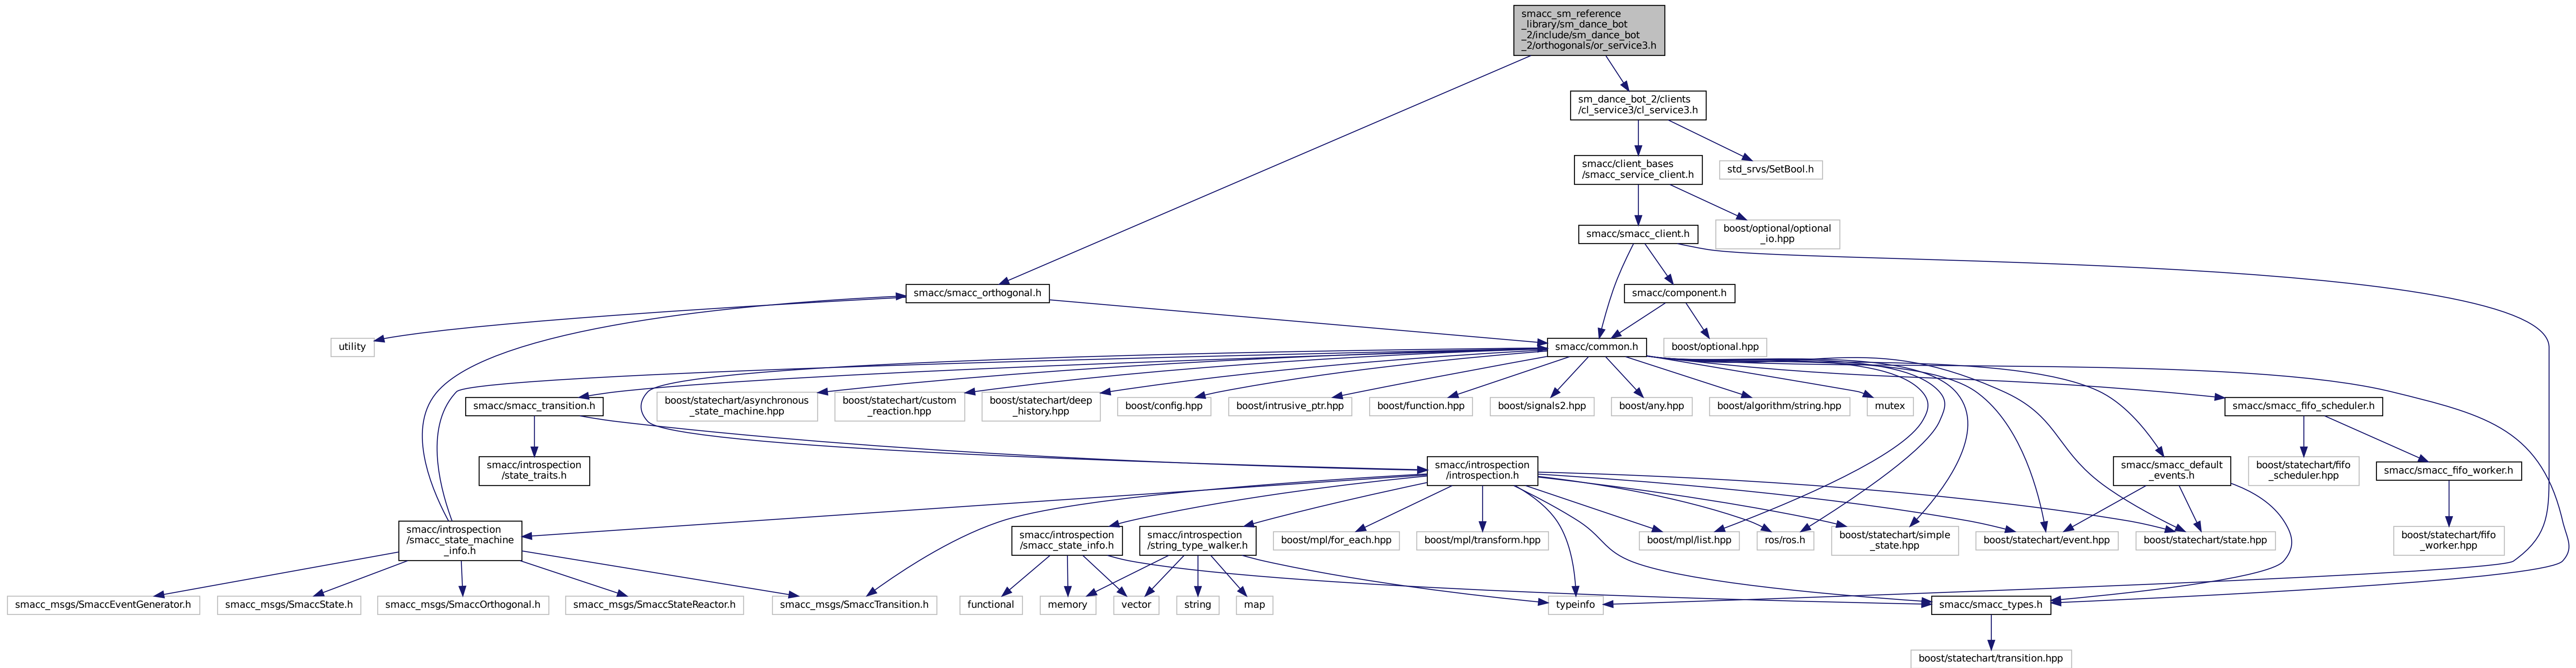 smacc_sm_reference
_library/sm_dance_bot
_2/include/sm_dance_bot
_2/orthogonals/or_service3.h
sm_dance_bot_2/clients
/cl_service3/cl_service3.h
smacc/client_bases
/smacc_service_client.h
std_srvs/SetBool.h
smacc/smacc_client.h
boost/optional/optional
_io.hpp
smacc/smacc_orthogonal.h
smacc/component.h
utility
smacc/common.h
boost/optional.hpp
smacc/smacc_transition.h
boost/statechart/asynchronous
_state_machine.hpp
boost/statechart/custom
_reaction.hpp
boost/statechart/deep
_history.hpp
boost/config.hpp
boost/intrusive_ptr.hpp
boost/function.hpp
boost/signals2.hpp
boost/any.hpp
boost/algorithm/string.hpp
mutex
smacc/smacc_fifo_scheduler.h
smacc/introspection
/state_traits.h
smacc/introspection
/introspection.h
smacc/smacc_default
_events.h
boost/statechart/fifo
_scheduler.hpp
smacc/smacc_fifo_worker.h
smacc/introspection
/smacc_state_machine
_info.h
smacc/introspection
/smacc_state_info.h
smacc/introspection
/string_type_walker.h
boost/mpl/for_each.hpp
boost/mpl/transform.hpp
boost/mpl/list.hpp
ros/ros.h
boost/statechart/simple
_state.hpp
boost/statechart/event.hpp
boost/statechart/state.hpp
boost/statechart/fifo
_worker.hpp
smacc_msgs/SmaccEventGenerator.h
smacc_msgs/SmaccState.h
smacc_msgs/SmaccOrthogonal.h
smacc_msgs/SmaccStateReactor.h
smacc_msgs/SmaccTransition.h
functional
memory
vector
string
map
typeinfo
smacc/smacc_types.h
boost/statechart/transition.hpp